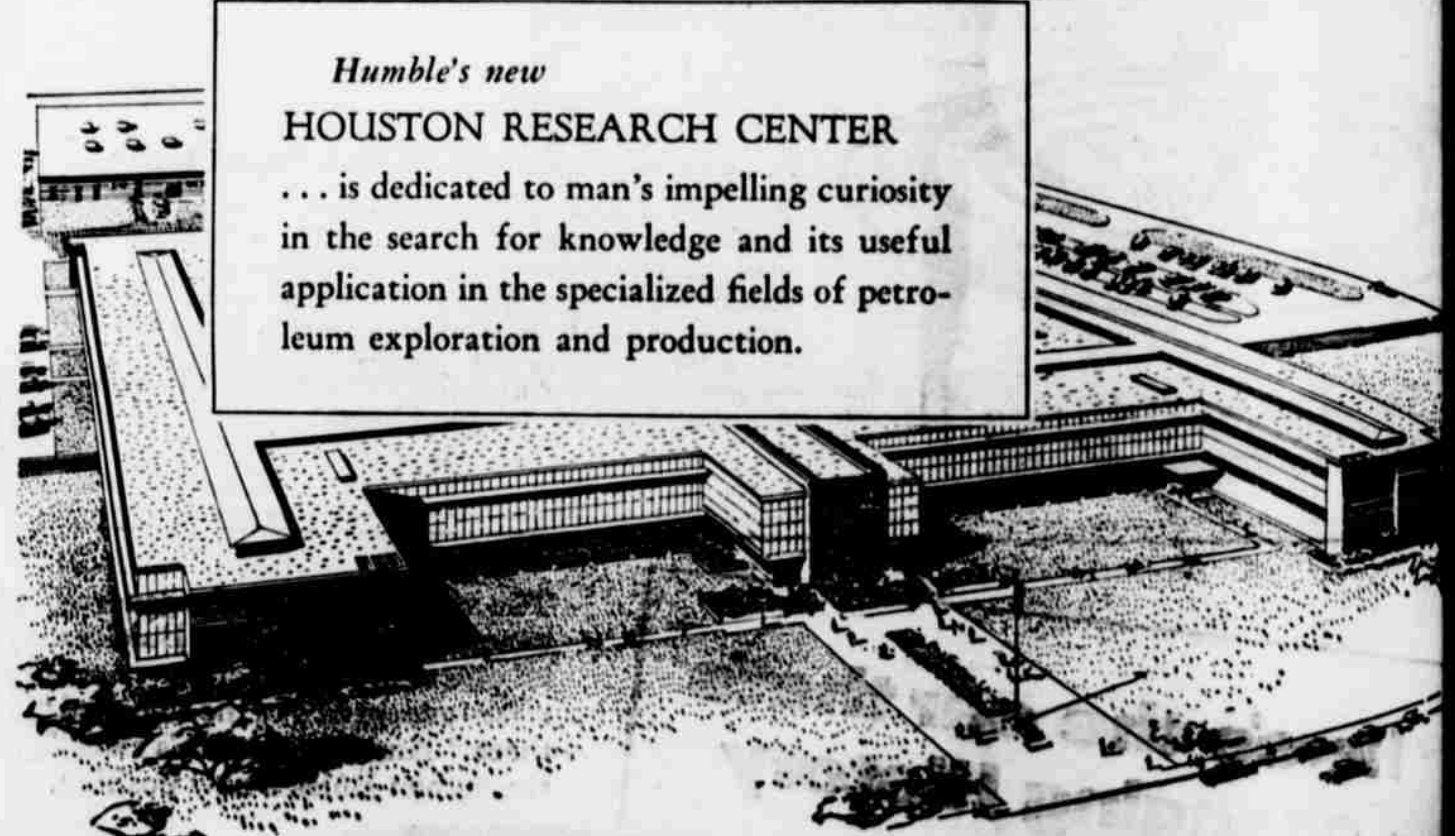 Humble's new
HOUSTON RESEARCH CENTER
... is dedicated to man's impelling curiosity
in the search for knowledge and its useful
application in the specialized fields of petro-
leum exploration and production.